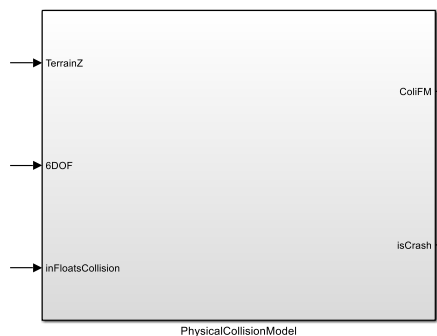 TerrainZ
ColiFM
6DOF
isCrash
inFloatsCollision
PhysicalCollisionModel